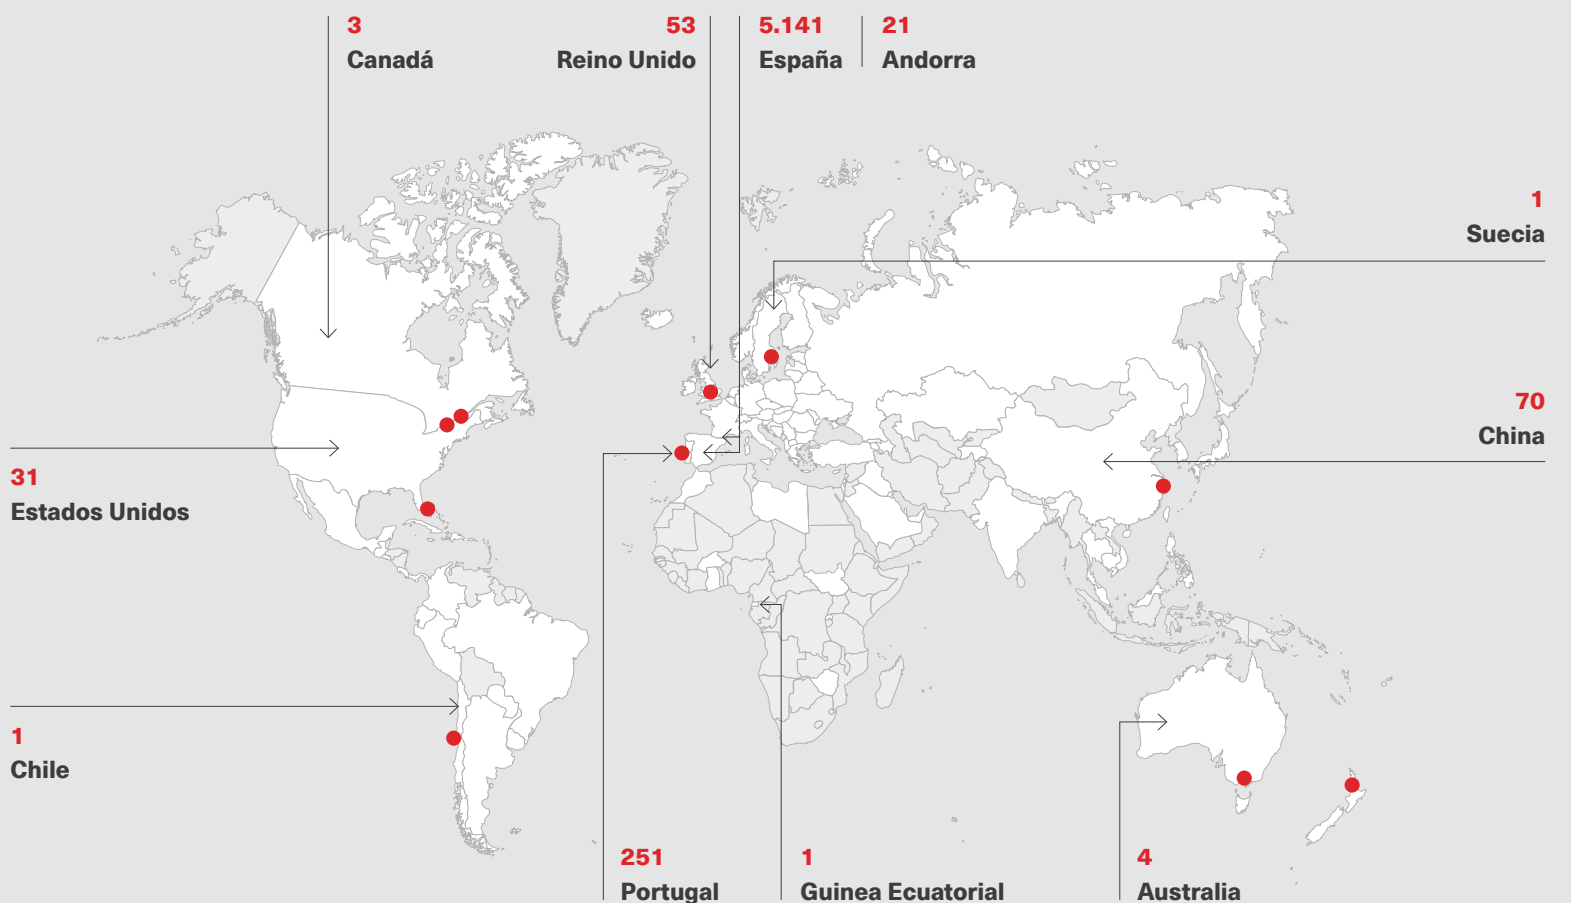 3
Canadá
53
Reino Unido
5.141
España
21
Andorra
1
Suecia
70
China
31
Estados Unidos
1
Chile
251
Portugal
1
Guinea Ecuatorial
4
Australia